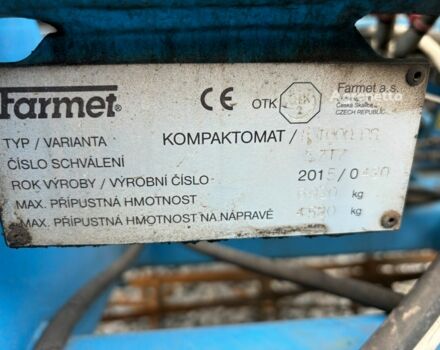 Farmet®
CE
OTK
2
Farmet a.s.
Česká Skalice
CZECH REPUBLIC
TYP / VARIANTA KOMPAKTOMAT /
ČÍSLO SCHVÁLENÍ
ROK VÝROBY / VÝROBNÍ ČÍSLO 2015/0
MAX. PŘÍPUSTNÁ HMOTNOST kg
MAX. PŘÍPUSTNÁ HMOTNOST NA NÁPRAVĚ kg